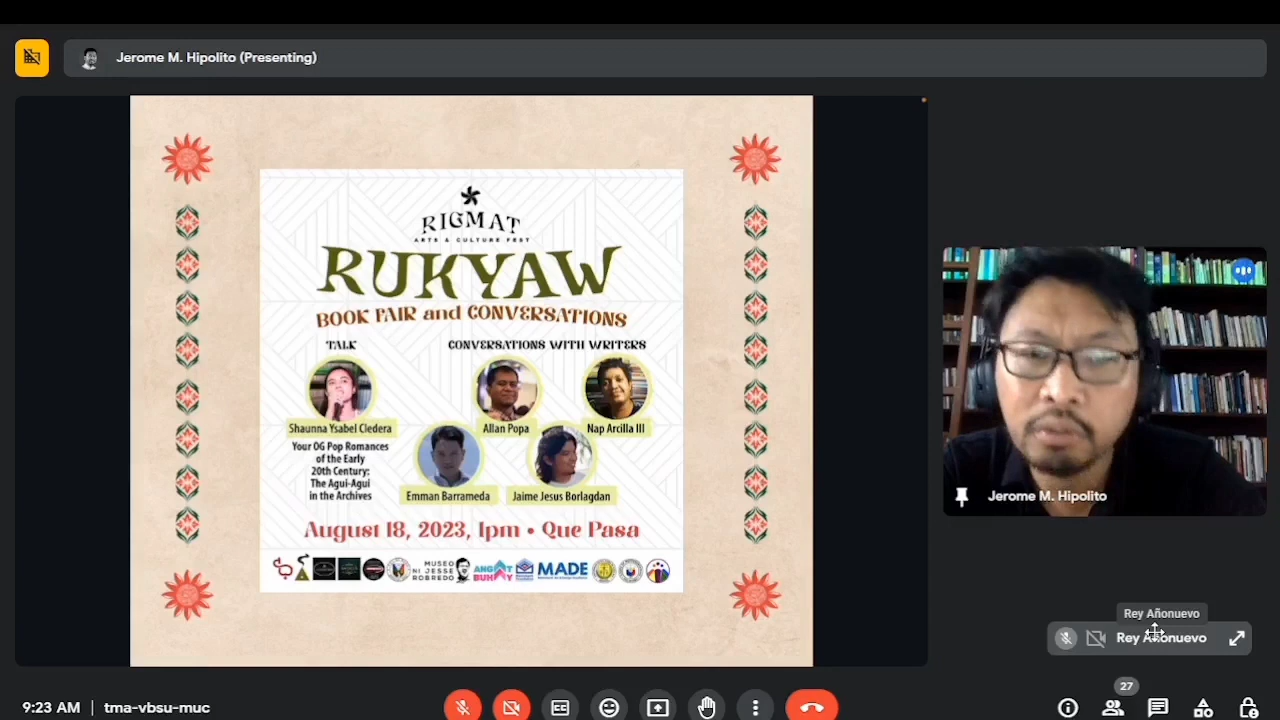 Jerome M. Hipolito (Presenting)
RIGMAT
ARTS & CULTURE FEST
RUKYAW
BOOK FAIR and CONVERSATIONS
TALK
CONVERSATIONS WITH WRITERS
Shaunna Ysabel Cledera
Allan Popa
Nap Arcilla III
Your OG Pop Romances
of the Early
20th Century:
The Agui-Agui
in the Archives
Emman Barrameda
Jaime Jesus Borlagdan
August 18, 2023, 1pm • Que Pasa
MUSEO
NI JESSE
ROBREDO
ANGAT
BUHAY
MADE
Jerome M. Hipolito
Rey Añonuevo
Rey Añonuevo
27
9:23 AM | tma-vbsu-muc